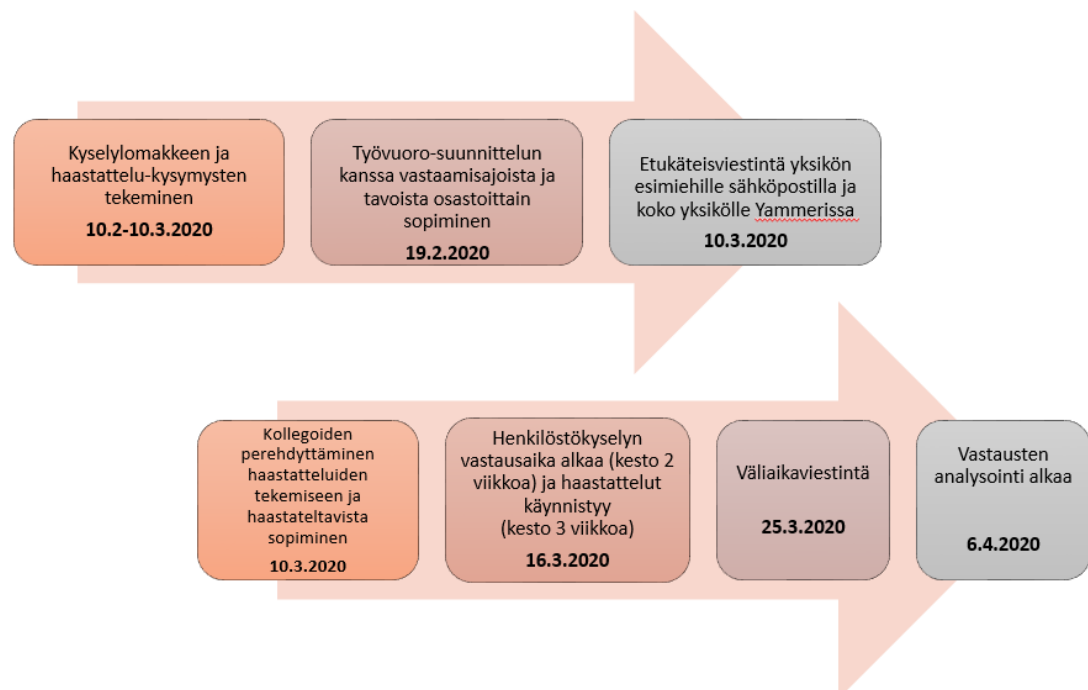 Kyselylomakkeen ja
haastattelu-kysymysten
tekeminen
10.2-10.3.2020
Työvuoro-suunnittelun
kanssa vastaamisajoista ja
tavoista osastoittain
sopiminen
19.2.2020
Etukäteisviestintä yksikön
esimiehille sähköpostilla ja
koko yksikölle Yammerissa
10.3.2020
Kollegoiden
perehdyttäminen
haastatteluiden
tekemiseen ja
haastateltavista
sopiminen
10.3.2020
Henkilöstökyselyn
vastausaika alkaa (kesto 2
viikkoa) ja haastattelut
käynnistyy
(kesto 3 viikkoa)
16.3.2020
Väliaikaviestintä
25.3.2020
Vastausten
analysointi alkaa
6.4.2020